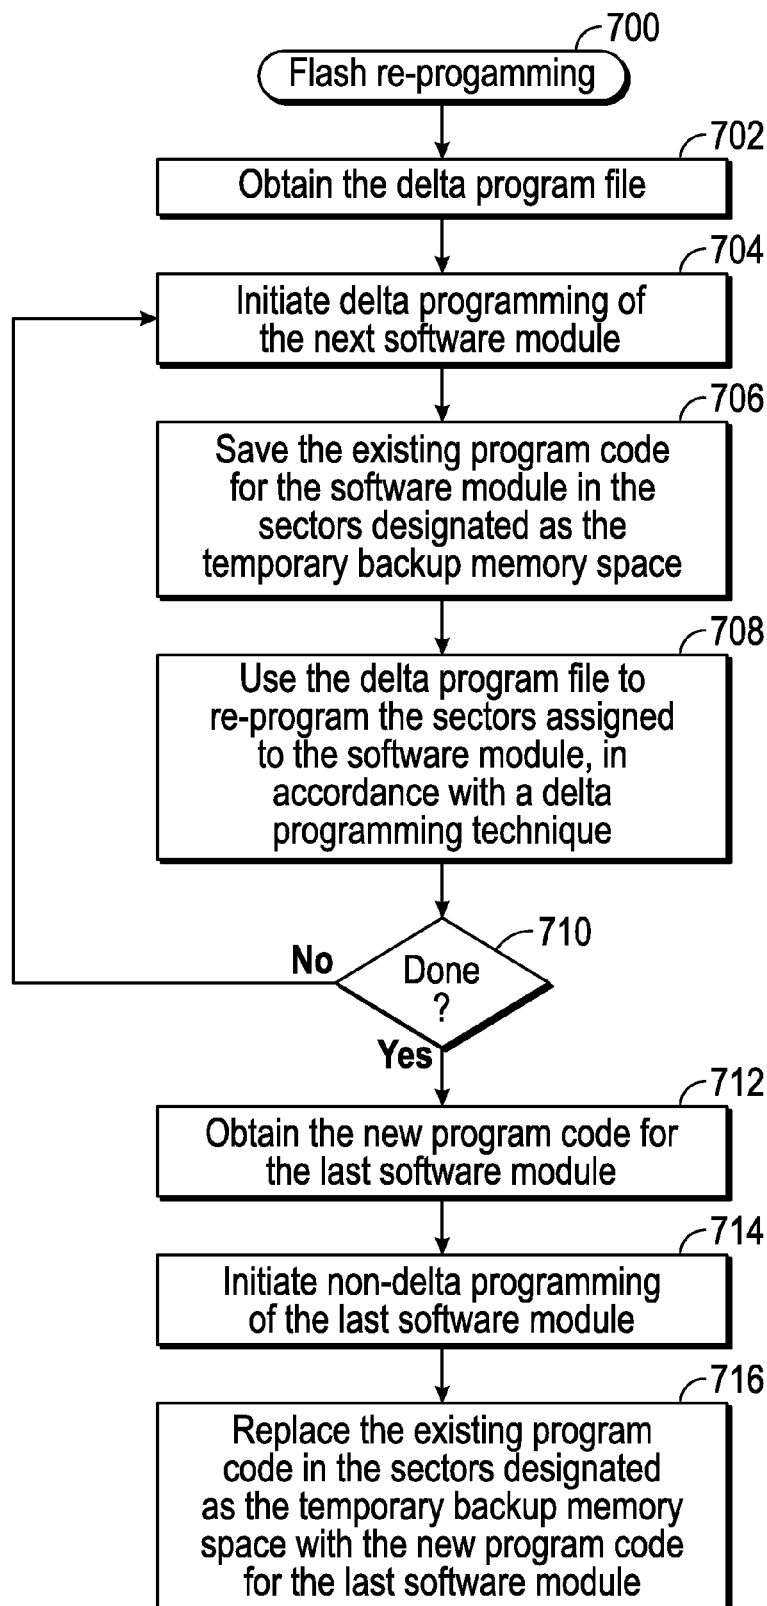 700
Flash re-progamming
702
Obtain the delta program file
704
Initiate delta programming of
the next software module
706
Save the existing program code
for the software module in the
sectors designated as the
temporary backup memory space
708
Use the delta program file to
re-program the sectors assigned
to the software module, in
accordance with a delta
programming technique
710
No
Done
?
Yes
712
Obtain the new program code for
the last software module
714
Initiate non-delta programming
of the last software module
716
Replace the existing program
code in the sectors designated
as the temporary backup memory
space with the new program code
for the last software module